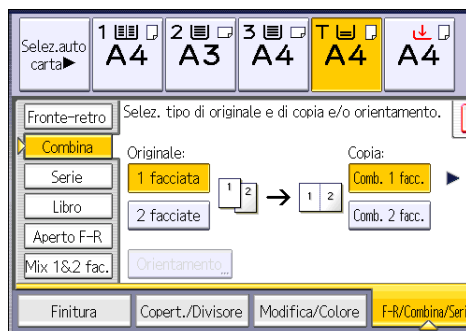 Selez.auto
carta►
1
A4
2
A3
3
A4
T
A4
A4
Fronte-retro
Combina
Serie
Libro
Aperto F-R
Mix 1&2 fac.
Selez. tipo di originale e di copia e/o orientamento.
Originale:
1 facciata
2 facciate
1
2
1 2
Copia:
Comb. 1 facc.
Comb. 2 facc.
Orientamento...
Finitura
Copert./Divisore
Modifica/Colore
F-R/Combina/Seri